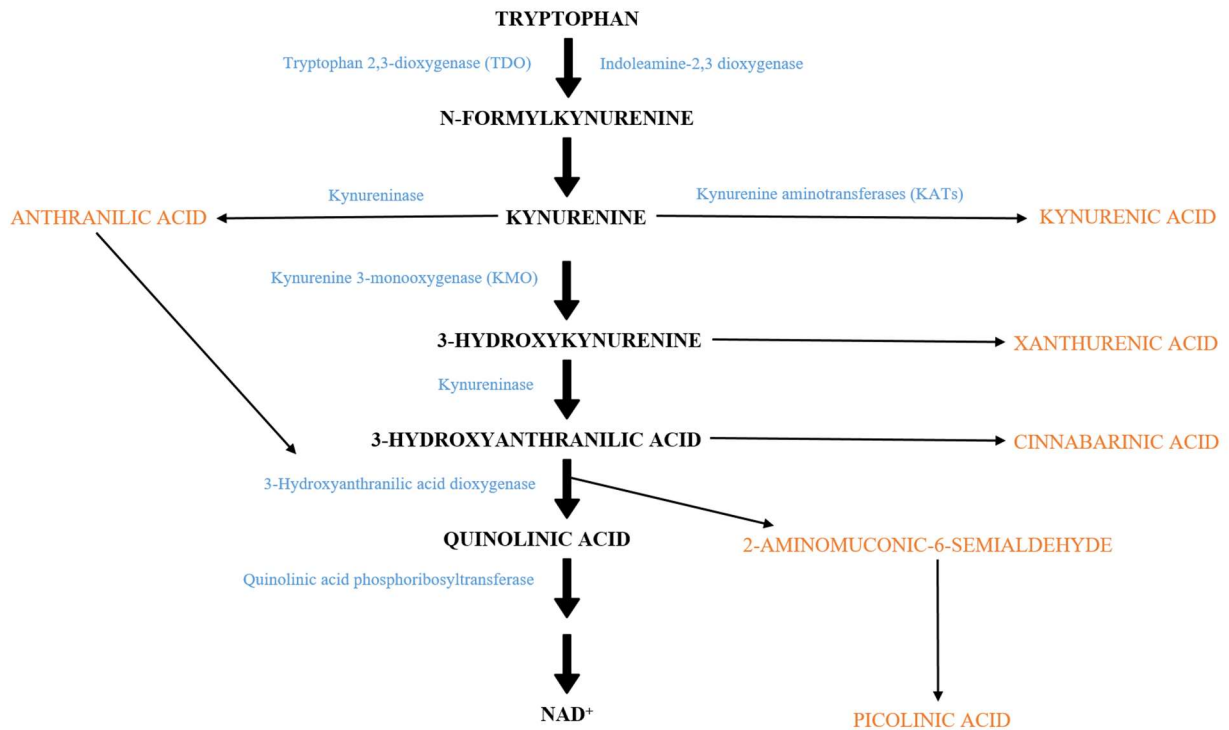 TRYPTOPHAN
Tryptophan 2,3-dioxygenase (TDO)
Indoleamine-2,3 dioxygenase
N-FORMYLKYNURENINE
Kynureninase
Kynurenine aminotransferases (KATs)
ANTHRANILIC ACID
KYNURENINE
KYNURENIC ACID
Kynurenine 3-monooxygenase (KMO)
3-HYDROXYKYNURENINE
XANTHURENIC ACID
Kynureninase
3-HYDROXYANTHRANILIC ACID
CINNABARINIC ACID
3-Hydroxyanthranilic acid dioxygenase
QUINOLINIC ACID
2-AMINOMUCONIC-6-SEMIALDEHYDE
Quinolinic acid phosphoribosyltransferase
NAD⁺
PICOLINIC ACID